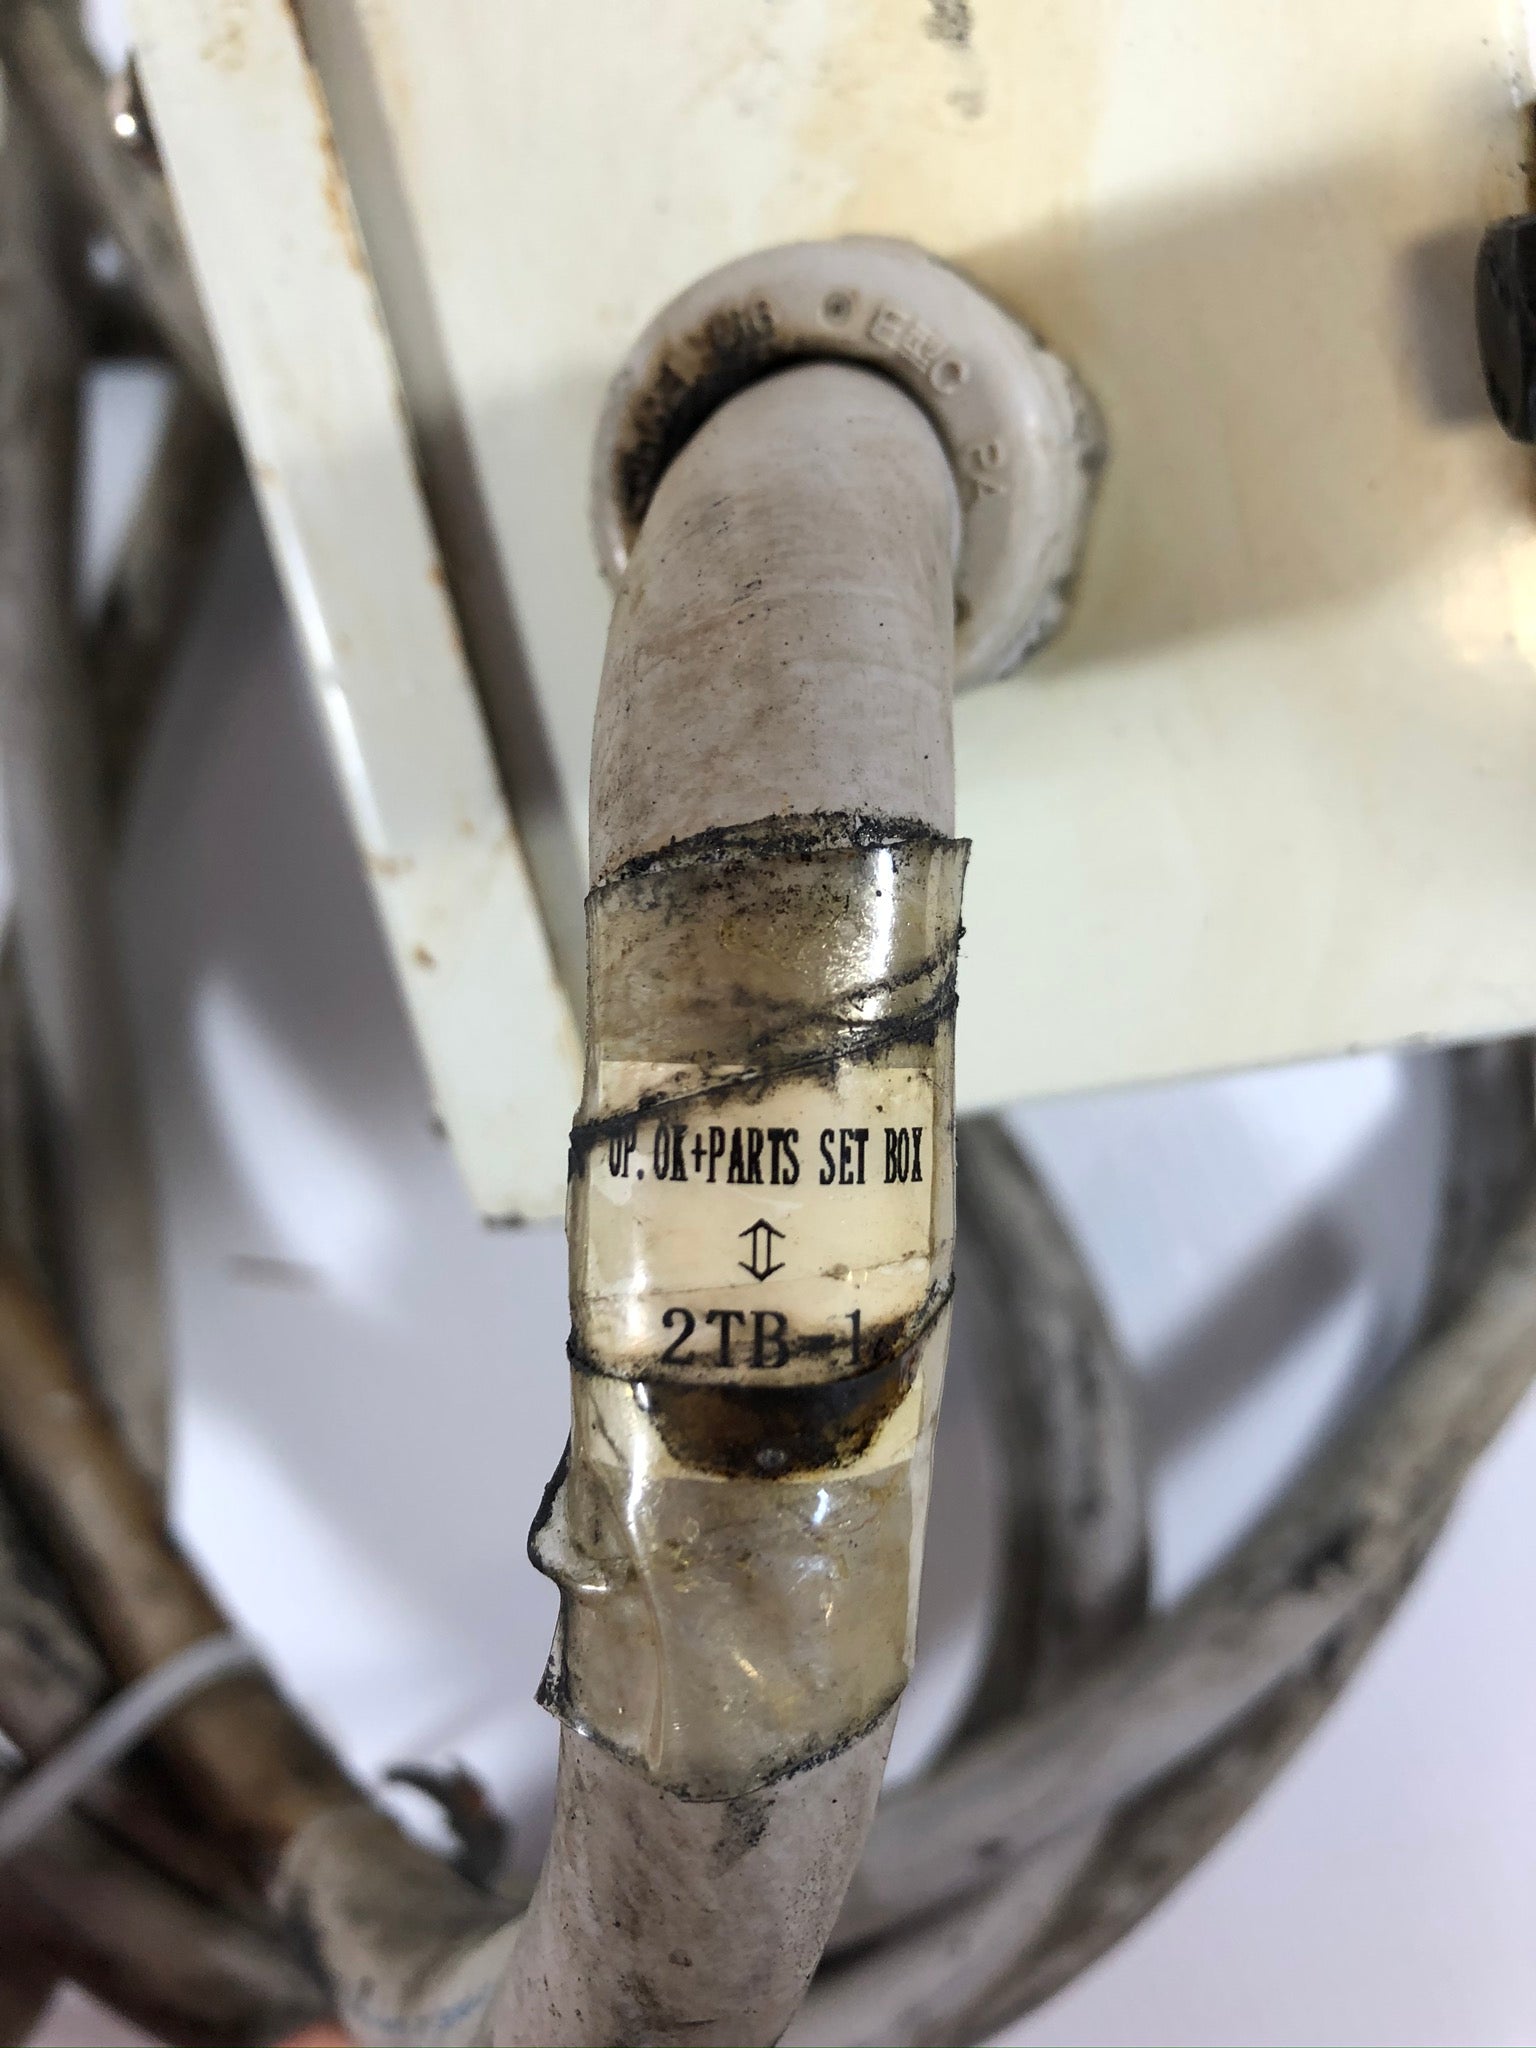 OP. OK+PARTS SET BOX
⇕
2TB-1